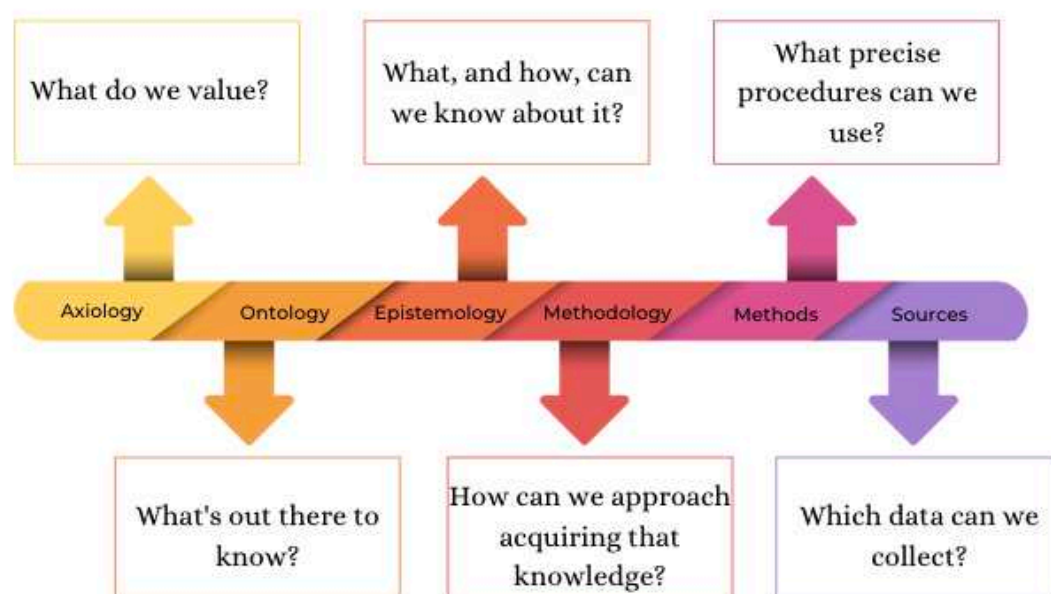 What do we value?
What, and how, can
we know about it?
What precise
procedures can we
use?
Axiology
Ontology
Epistemology
Methodology
Methods
Sources
What's out there to
know?
How can we approach
acquiring that
knowledge?
Which data can we
collect?